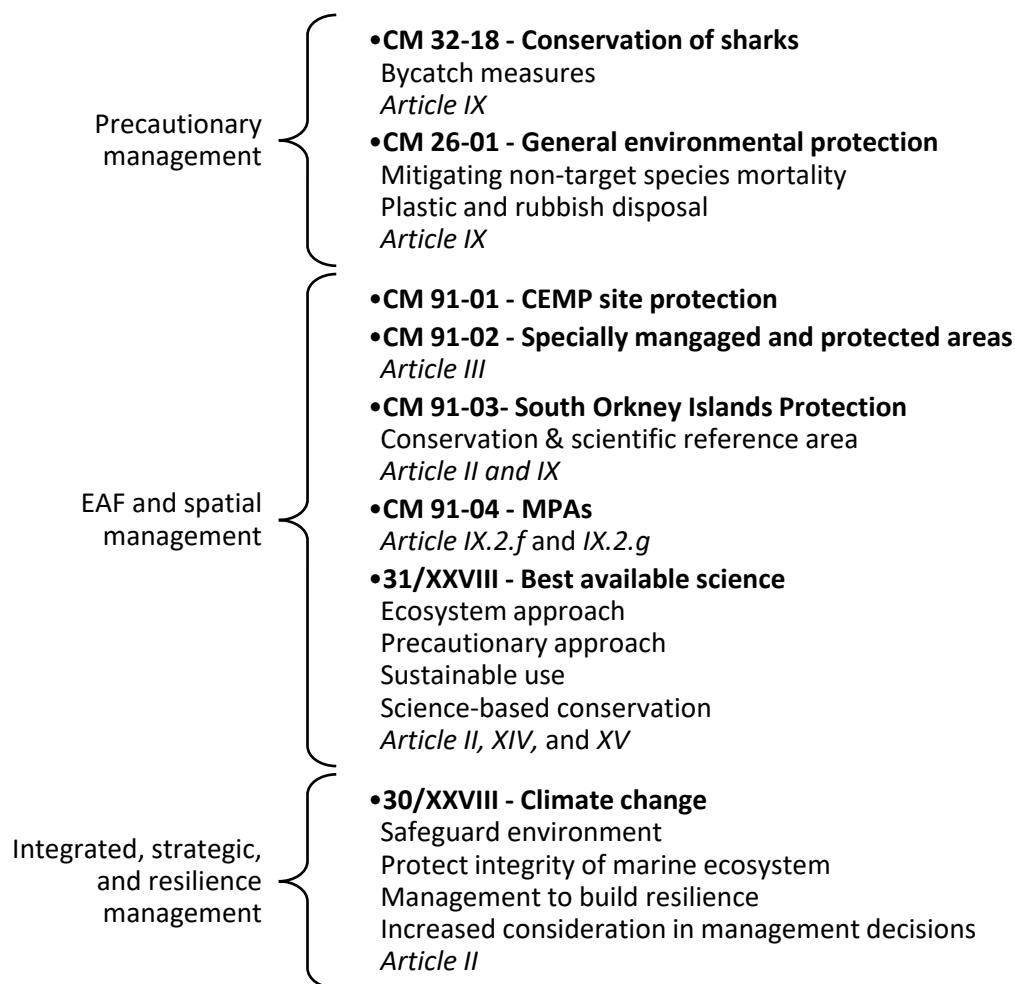 Precautionary
management
•CM 32-18 - Conservation of sharks
Bycatch measures
Article IX
•CM 26-01 - General environmental protection
Mitigating non-target species mortality
Plastic and rubbish disposal
Article IX
EAF and spatial
management
•CM 91-01 - CEMP site protection
•CM 91-02 - Specially mangaged and protected areas
Article III
•CM 91-03- South Orkney Islands Protection
Conservation & scientific reference area
Article II and IX
•CM 91-04 - MPAs
Article IX.2.f and IX.2.g
•31/XXVIII - Best available science
Ecosystem approach
Precautionary approach
Sustainable use
Science-based conservation
Article II, XIV, and XV
Integrated, strategic,
and resilience
management
•30/XXVIII - Climate change
Safeguard environment
Protect integrity of marine ecosystem
Management to build resilience
Increased consideration in management decisions
Article II